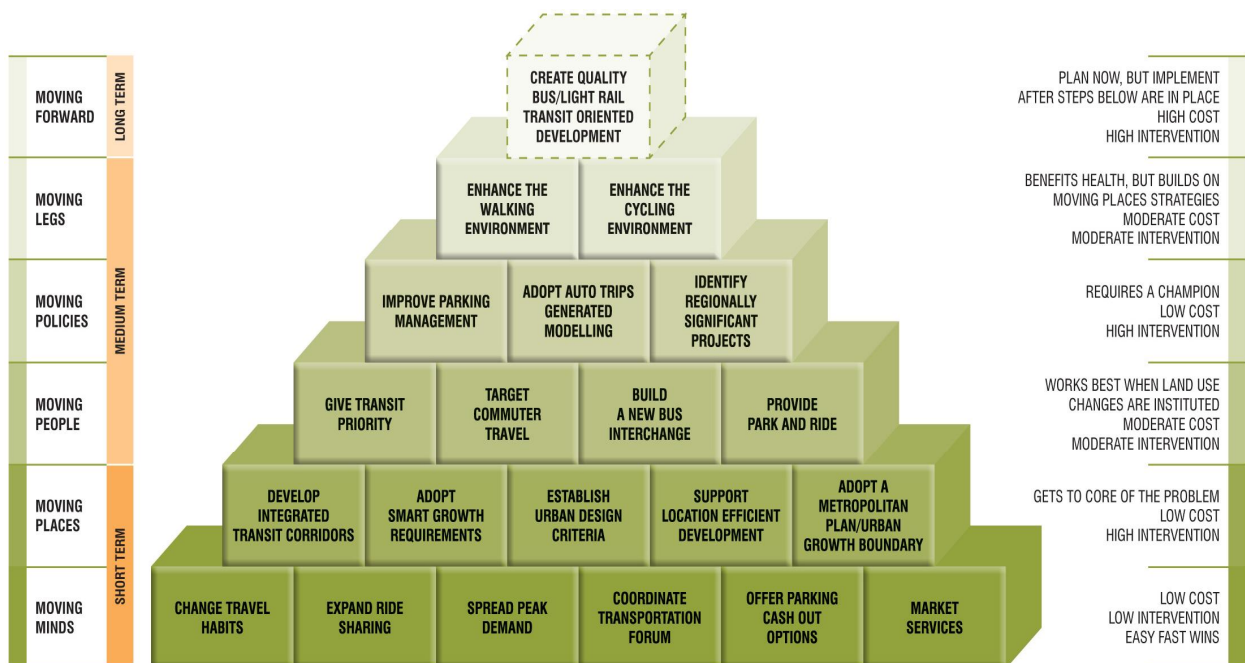 CREATE QUALITY
BUS/LIGHT RAIL
TRANSIT ORIENTED
DEVELOPMENT
MOVING
FORWARD
LONG TERM
PLAN NOW, BUT IMPLEMENT
AFTER STEPS BELOW ARE IN PLACE
HIGH COST
HIGH INTERVENTION
MOVING
LEGS
MEDIUM TERM
ENHANCE THE
WALKING
ENVIRONMENT
ENHANCE THE
CYCLING
ENVIRONMENT
BENEFITS HEALTH, BUT BUILDS ON
MOVING PLACES STRATEGIES
MODERATE COST
MODERATE INTERVENTION
MOVING
POLICIES
IMPROVE PARKING
MANAGEMENT
ADOPT AUTO TRIPS
GENERATED
MODELLING
IDENTIFY
REGIONALLY
SIGNIFICANT
PROJECTS
REQUIRES A CHAMPION
LOW COST
HIGH INTERVENTION
MOVING
PEOPLE
GIVE TRANSIT
PRIORITY
TARGET
COMMUTER
TRAVEL
BUILD
A NEW BUS
INTERCHANGE
PROVIDE
PARK AND RIDE
WORKS BEST WHEN LAND USE
CHANGES ARE INSTITUTED
MODERATE COST
MODERATE INTERVENTION
MOVING
PLACES
SHORT TERM
DEVELOP
INTEGRATED
TRANSIT CORRIDORS
ADOPT
SMART GROWTH
REQUIREMENTS
ESTABLISH
URBAN DESIGN
CRITERIA
SUPPORT
LOCATION EFFICIENT
DEVELOPMENT
ADOPT A
METROPOLITAN
PLAN/URBAN
GROWTH BOUNDARY
GETS TO CORE OF THE PROBLEM
LOW COST
HIGH INTERVENTION
MOVING
MINDS
CHANGE TRAVEL
HABITS
EXPAND RIDE
SHARING
SPREAD PEAK
DEMAND
COORDINATE
TRANSPORTATION
FORUM
OFFER PARKING
CASH OUT
OPTIONS
MARKET
SERVICES
LOW COST
LOW INTERVENTION
EASY FAST WINS